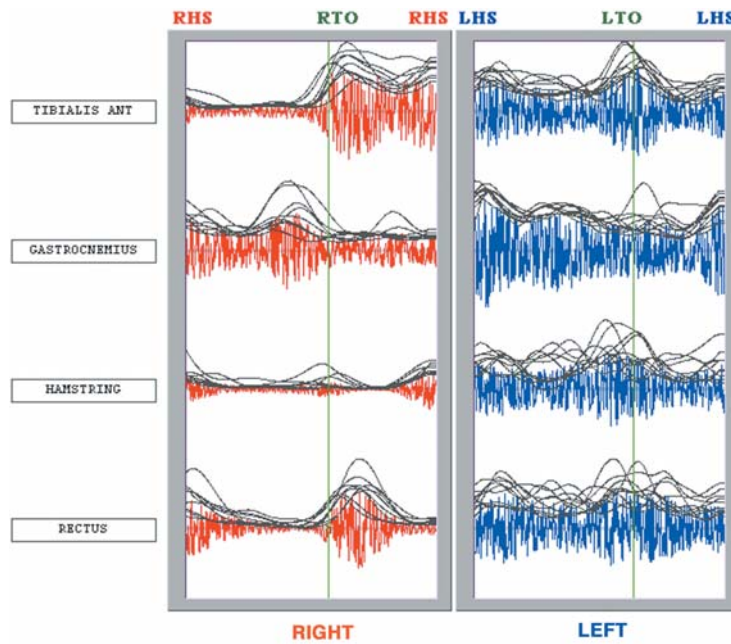 RHS RTO RHS LHS LTO LHS
TIBIALIS ANT
GASTROCNEMIUS
HAMSTRING
RECTUS
RIGHT LEFT